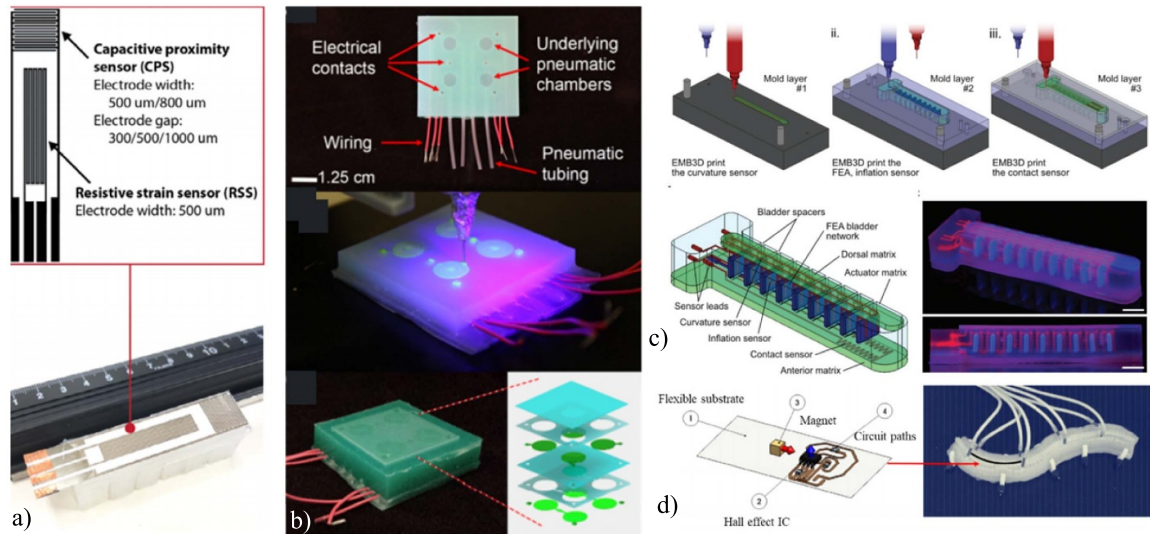 Capacitive proximity
sensor (CPS)
Electrode width:
500 um/800 um
Electrode gap:
300/500/1000 um
Resistive strain sensor (RSS)
Electrode width: 500 um
a)
Electrical
contacts
Underlying
pneumatic
chambers
Wiring
Pneumatic
tubing
1.25 cm
b)
ii.
iii.
Mold layer
#1
Mold layer
#2
Mold layer
#3
EMB3D print
the curvature sensor
EMB3D print the
FEA, inflation sensor
EMB3D print
the contact sensor
Bladder spacers
FEA bladder
network
Dorsal matrix
Actuator matrix
Sensor leads
Curvature sensor
Inflation sensor
Contact sensor
Anterior matrix
c)
Flexible substrate
1
3
Magnet
4
Circuit paths
2
Hall effect IC
d)